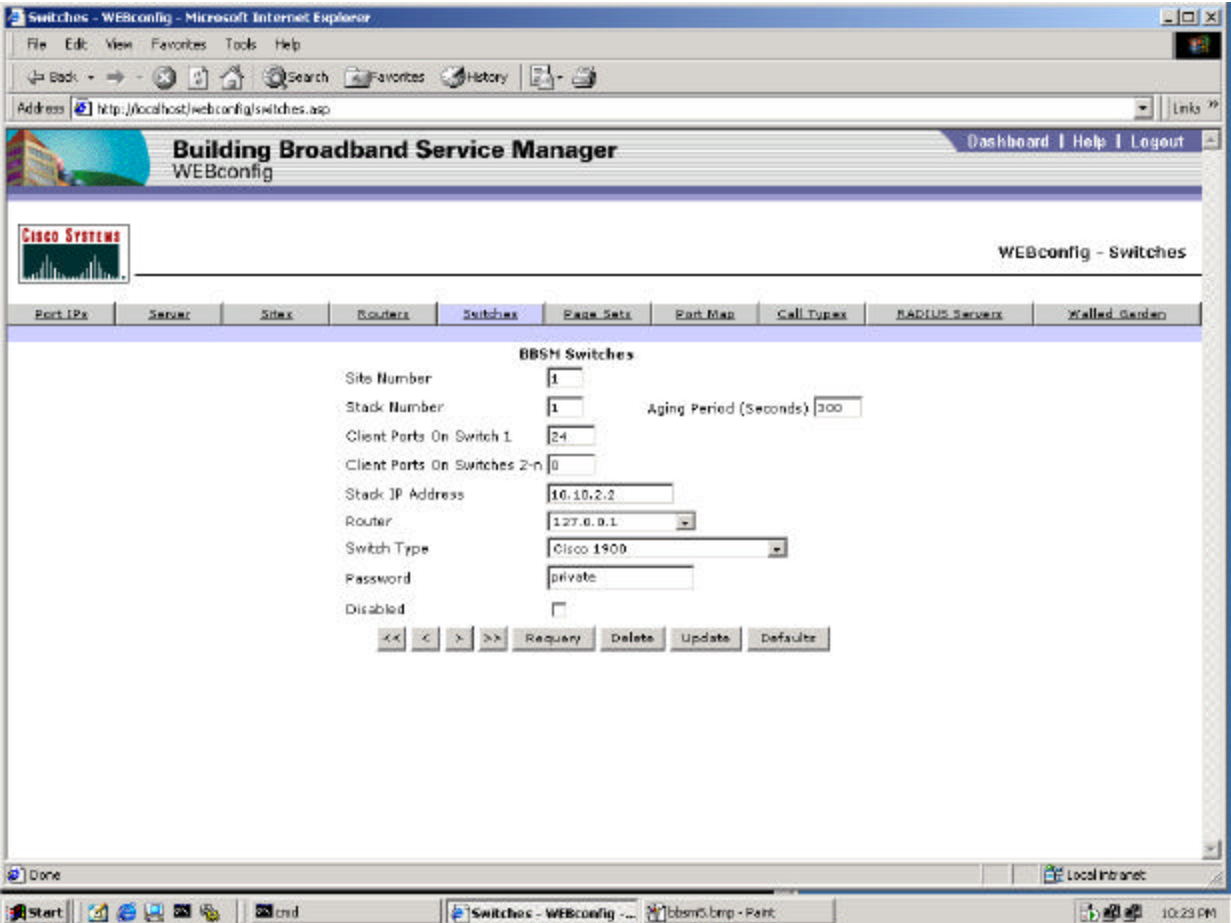 Switches - WEBconfig - Microsoft Internet Explorer
File Edit View Favorites Tools Help
Back Search Favorites History
Address http://localhost/webconfig/switches.asp Links »
Building Broadband Service Manager
WEBconfig
Dashboard | Help | Logout
CISCO SYSTEMS
WEBconfig - Switches
Port IPs Server Sites Routers Switches Page Sets Port Map Call Types RADIUS Servers Walled Garden
BBSM Switches
Site Number 1
Stack Number 1 Aging Period (Seconds) 300
Client Ports On Switch 1 24
Client Ports On Switches 2-n 0
Stack IP Address 10.10.2.2
Router 127.0.0.1
Switch Type Cisco 1900
Password private
Disabled
<< < > >> Requery Delete Update Defaults
Done Local intranet
Start cmd Switches - WEBconfig -... bbsm5.bmp - Paint 10:23 PM